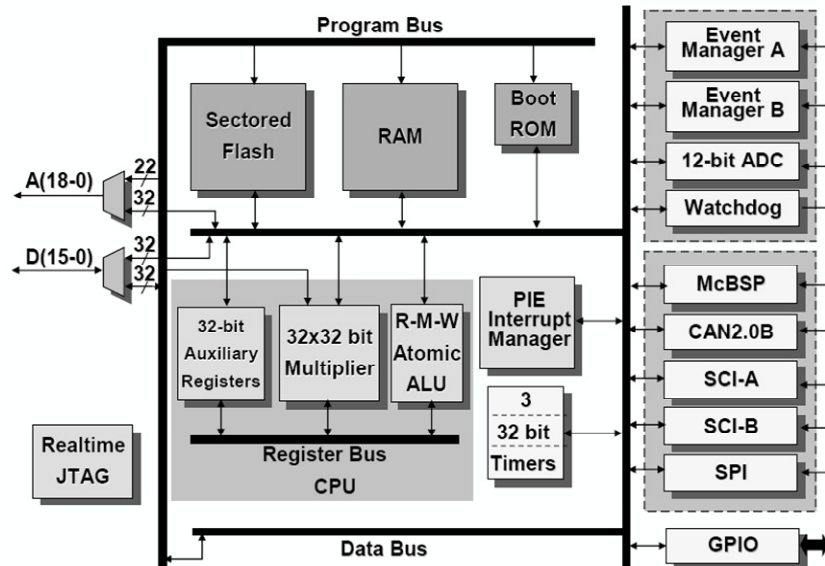 Program Bus
Sectored
Flash
RAM
Boot
ROM
Event
Manager A
Event
Manager B
12-bit ADC
Watchdog
A(18-0)
22
32
D(15-0)
32
32
32-bit
Auxiliary
Registers
32x32 bit
Multiplier
R-M-W
Atomic
ALU
PIE
Interrupt
Manager
3
32 bit
Timers
McBSP
CAN2.0B
SCI-A
SCI-B
SPI
Realtime
JTAG
Register Bus
CPU
Data Bus
GPIO